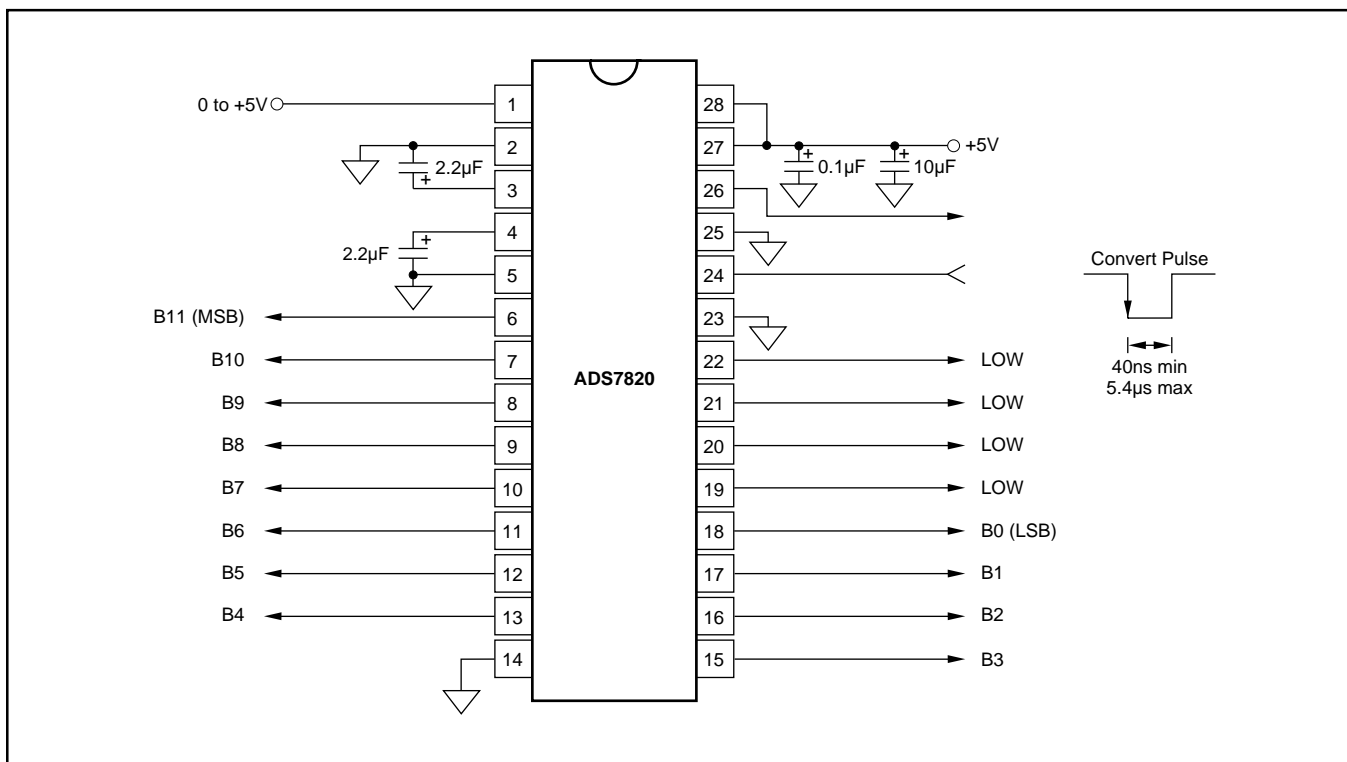 0 to +5V
1
28
2
27
+5V
2.2µF
+
+
0.1µF
+
10µF
3
26
4
25
+
2.2µF
5
24
Convert Pulse
B11 (MSB)
6
23
B10
7
22
LOW
40ns min
5.4µs max
ADS7820
B9
8
21
LOW
B8
9
20
LOW
B7
10
19
LOW
B6
11
18
B0 (LSB)
B5
12
17
B1
B4
13
16
B2
14
15
B3